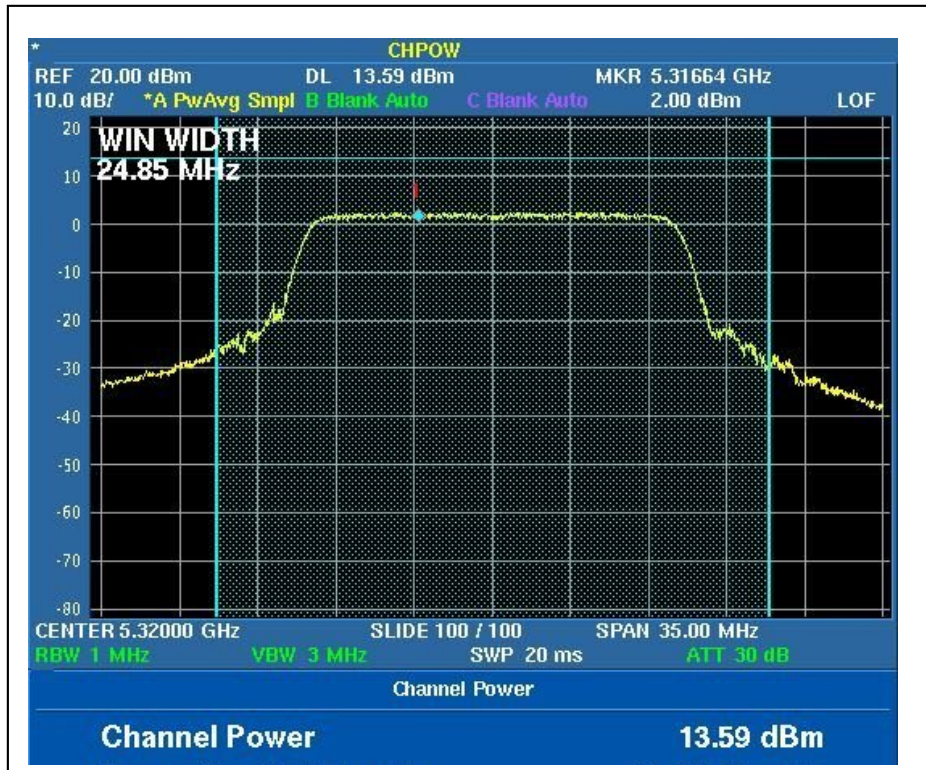 *
CHPOW
REF 20.00 dBm DL 13.59 dBm MKR 5.31664 GHz
10.0 dB/ *A PwAvg Smpl B Blank Auto C Blank Auto 2.00 dBm LOF
WIN WIDTH
24.85 MHz
20
10
0
-10
-20
-30
-40
-50
-60
-70
-80
CENTER 5.32000 GHz SLIDE 100 / 100 SPAN 35.00 MHz
RBW 1 MHz VBW 3 MHz SWP 20 ms ATT 30 dB
Channel Power
Channel Power 13.59 dBm